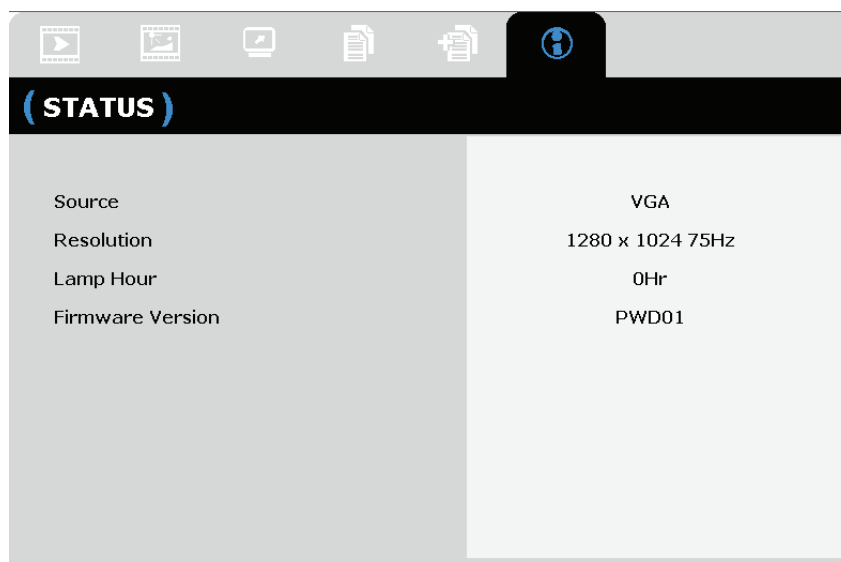 (STATUS)
Source VGA
Resolution 1280 x 1024 75Hz
Lamp Hour 0Hr
Firmware Version PWD01